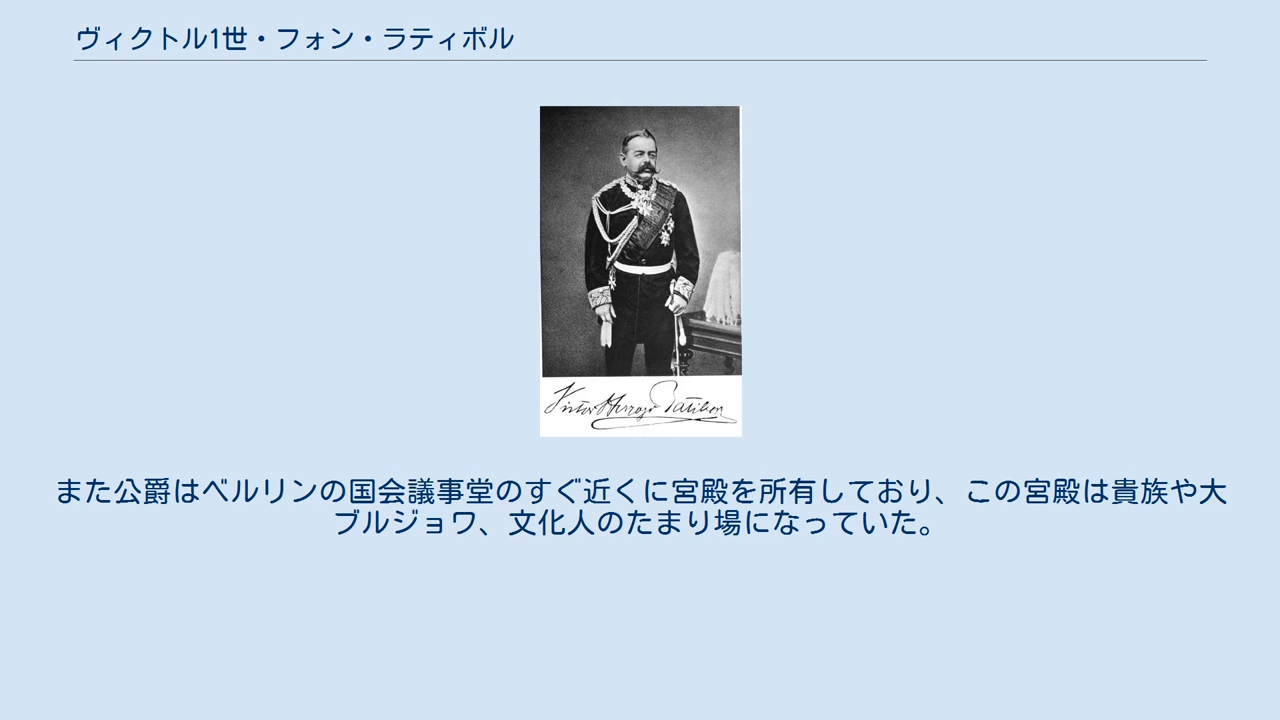 ヴィクトル1世・フォン・ラティボル
Victor Herzog Ratibor
また公爵はベルリンの国会議事堂のすぐ近くに宮殿を所有しており、この宮殿は貴族や大
ブルジョワ、文化人のたまり場になっていた。